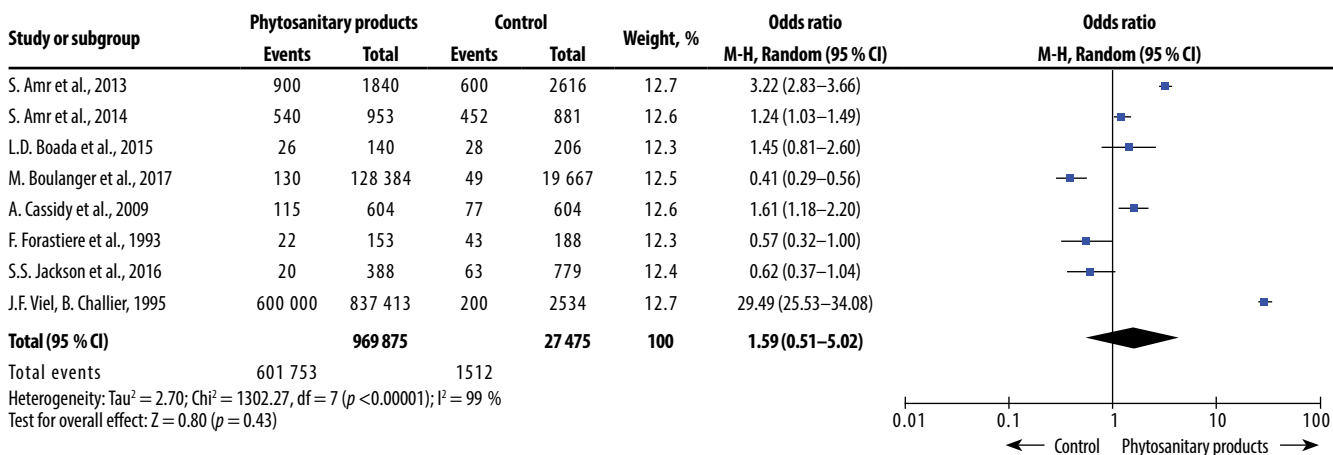 Study or subgroup Phytosanitary products Control Weight, % Odds ratio Odds ratio
Events Total Events Total M-H, Random (95 % CI) M-H, Random (95 % CI)
S. Amr et al., 2013 900 1840 600 2616 12.7 3.22 (2.83–3.66)
S. Amr et al., 2014 540 953 452 881 12.6 1.24 (1.03–1.49)
L.D. Boada et al., 2015 26 140 28 206 12.3 1.45 (0.81–2.60)
M. Boulanger et al., 2017 130 128 384 49 19 667 12.5 0.41 (0.29–0.56)
A. Cassidy et al., 2009 115 604 77 604 12.6 1.61 (1.18–2.20)
F. Forastiere et al., 1993 22 153 43 188 12.3 0.57 (0.32–1.00)
S.S. Jackson et al., 2016 20 388 63 779 12.4 0.62 (0.37–1.04)
J.F. Viel, B. Challier, 1995 600 000 837 413 200 2534 12.7 29.49 (25.53–34.08)
Total (95 % CI) 969 875 27 475 100 1.59 (0.51–5.02)
Total events 601 753 1512
Heterogeneity: Tau² = 2.70; Chi² = 1302.27, df = 7 (p <0.00001); I² = 99 %
Test for overall effect: Z = 0.80 (p = 0.43)
0.01 0.1 1 10 100
Control Phytosanitary products